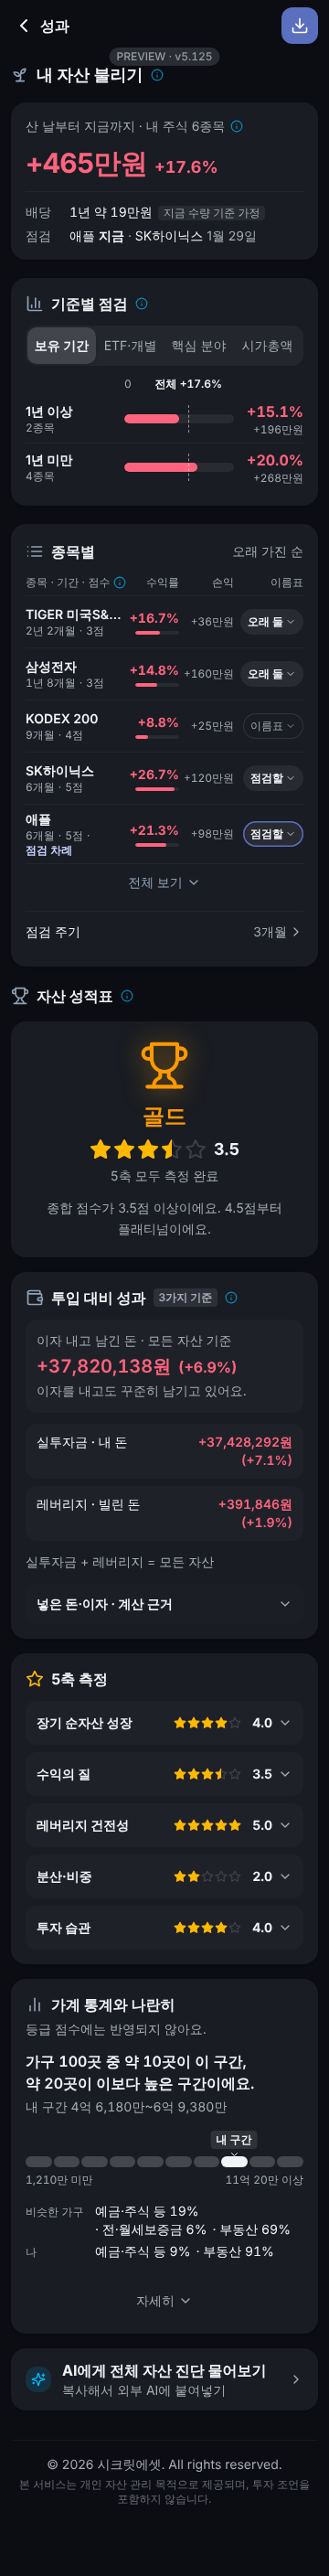 성과
PREVIEW · v5.125
내 자산 불리기
산 날부터 지금까지 · 내 주식 6종목
+465만원 +17.6%
배당 1년 약 19만원 지금 수량 기준 가정
점검 애플 지금 · SK하이닉스 1월 29일
기준별 점검
보유 기간 ETF·개별 핵심 분야 시가총액
0 전체 +17.6%
1년 이상 +15.1%
2종목 +196만원
1년 미만 +20.0%
4종목 +268만원
종목별 오래 가진 순
종목 · 기간 · 점수 수익률 손익 이름표
TIGER 미국S&... +16.7% +36만원 오래 둘
2년 2개월 · 3점
삼성전자 +14.8% +160만원 오래 둘
1년 8개월 · 3점
KODEX 200 +8.8% +25만원 이름표
9개월 · 4점
SK하이닉스 +26.7% +120만원 점검할
6개월 · 5점
애플 +21.3% +98만원 점검할
6개월 · 5점 ·
점검 차례
전체 보기
점검 주기 3개월
자산 성적표
골드
3.5
5축 모두 측정 완료
종합 점수가 3.5점 이상이에요. 4.5점부터
플래티넘이에요.
투입 대비 성과 3가지 기준
이자 내고 남긴 돈 · 모든 자산 기준
+37,820,138원 (+6.9%)
이자를 내고도 꾸준히 남기고 있어요.
실투자금 · 내 돈 +37,428,292원
(+7.1%)
레버리지 · 빌린 돈 +391,846원
(+1.9%)
실투자금 + 레버리지 = 모든 자산
넣은 돈·이자 · 계산 근거
5축 측정
장기 순자산 성장 4.0
수익의 질 3.5
레버리지 건전성 5.0
분산·비중 2.0
투자 습관 4.0
가계 통계와 나란히
등급 점수에는 반영되지 않아요.
가구 100곳 중 약 10곳이 이 구간,
약 20곳이 이보다 높은 구간이에요.
내 구간 4억 6,180만~6억 9,380만
내 구간
1,210만 미만 11억 20만 이상
비슷한 가구 예금·주식 등 19%
· 전·월세보증금 6% · 부동산 69%
나 예금·주식 등 9% · 부동산 91%
자세히
AI에게 전체 자산 진단 물어보기
복사해서 외부 AI에 붙여넣기
© 2026 시크릿에셋. All rights reserved.
본 서비스는 개인 자산 관리 목적으로 제공되며, 투자 조언을
포함하지 않습니다.